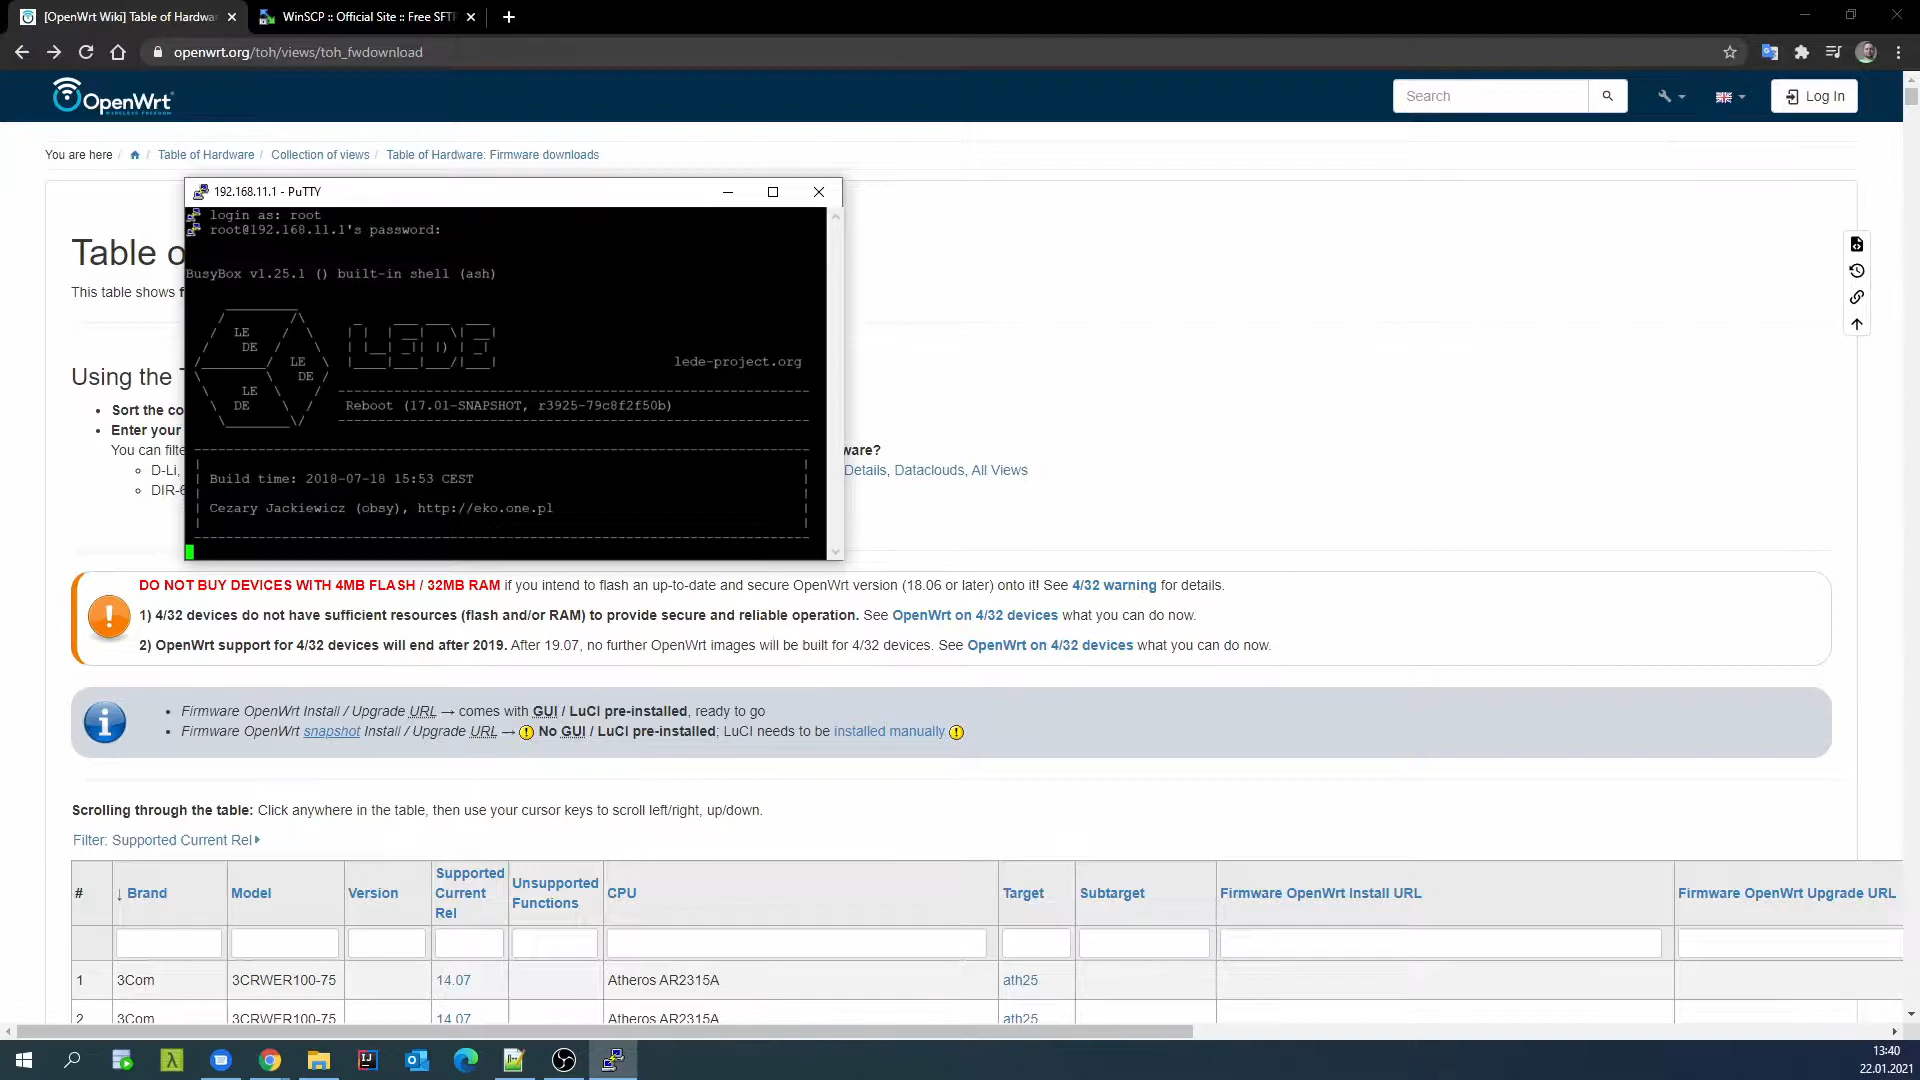 [OpenWrt Wiki] Table of Hardwa
WinSCP :: Official Site :: Free SFTP
openwrt.org/toh/views/toh_fwdownload
OpenWrt
WIRELESS FREEDOM
Search
Log In
You are here / / Table of Hardware / Collection of views / Table of Hardware: Firmware downloads
192.168.11.1 - PuTTY
login as: root
root@192.168.11.1's password:
BusyBox v1.25.1 () built-in shell (ash)
LE
DE
LE
DE
LE
DE
LEDE
lede-project.org
Reboot (17.01-SNAPSHOT, r3925-79c8f2f50b)
Build time: 2018-07-18 15:53 CEST
Cezary Jackiewicz (obsy), http://eko.one.pl
Table o
This table shows f
Using the T
• Sort the co
• Enter your
You can filte
ware?
D-Li,
Details, Dataclouds, All Views
DIR-6
DO NOT BUY DEVICES WITH 4MB FLASH / 32MB RAM if you intend to flash an up-to-date and secure OpenWrt version (18.06 or later) onto it! See 4/32 warning for details.
1) 4/32 devices do not have sufficient resources (flash and/or RAM) to provide secure and reliable operation. See OpenWrt on 4/32 devices what you can do now.
2) OpenWrt support for 4/32 devices will end after 2019. After 19.07, no further OpenWrt images will be built for 4/32 devices. See OpenWrt on 4/32 devices what you can do now.
• Firmware OpenWrt Install / Upgrade URL → comes with GUI / LuCI pre-installed, ready to go
• Firmware OpenWrt snapshot Install / Upgrade URL → No GUI / LuCI pre-installed; LuCI needs to be installed manually
Scrolling through the table: Click anywhere in the table, then use your cursor keys to scroll left/right, up/down.
Filter: Supported Current Rel
# ↓ Brand Model Version Supported Current Rel Unsupported Functions CPU Target Subtarget Firmware OpenWrt Install URL Firmware OpenWrt Upgrade URL
1 3Com 3CRWER100-75 14.07 Atheros AR2315A ath25
2 3Com 3CRWER100-75 14.07 Atheros AR2315A ath25
13:40
22.01.2021